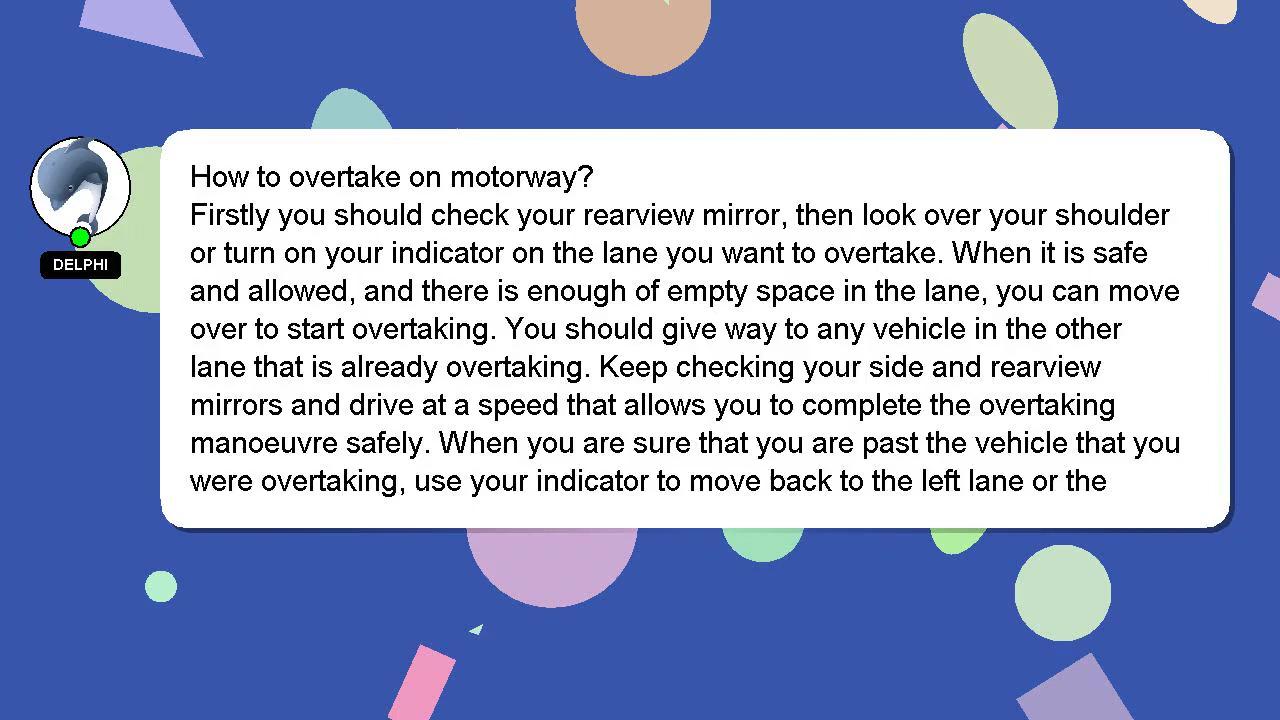 How to overtake on motorway?
Firstly you should check your rearview mirror, then look over your shoulder
or turn on your indicator on the lane you want to overtake. When it is safe
and allowed, and there is enough of empty space in the lane, you can move
over to start overtaking. You should give way to any vehicle in the other
lane that is already overtaking. Keep checking your side and rearview
mirrors and drive at a speed that allows you to complete the overtaking
manoeuvre safely. When you are sure that you are past the vehicle that you
were overtaking, use your indicator to move back to the left lane or the
DELPHI